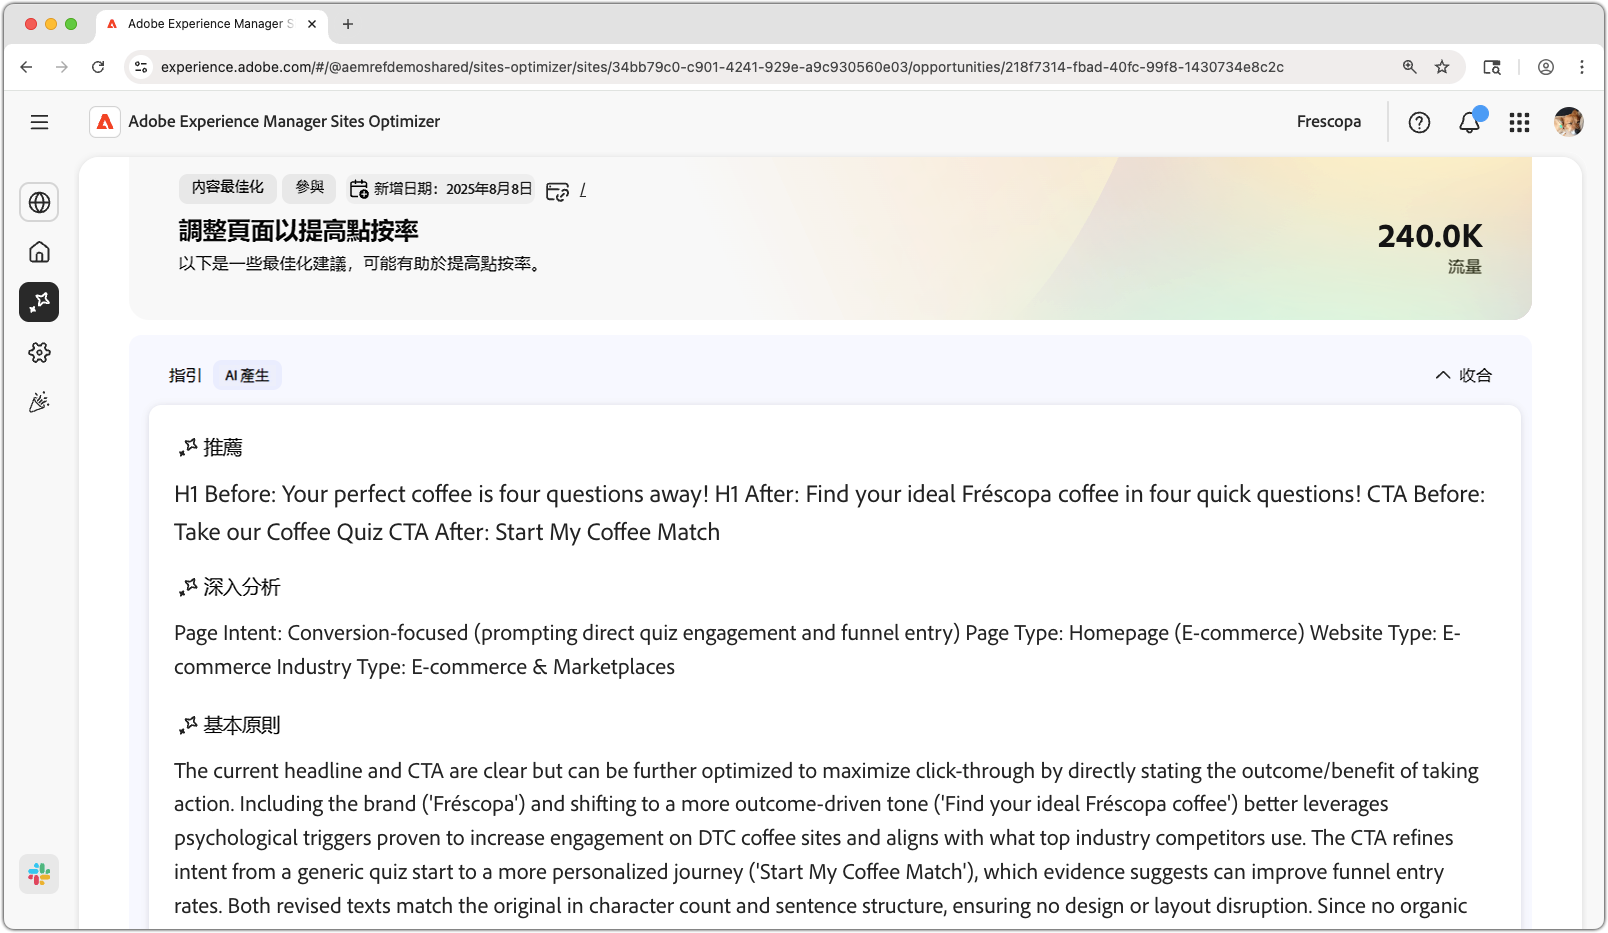 Adobe Experience Manager S
experience.adobe.com/#/@aemrefdemoshared/sites-optimizer/sites/34bb79c0-c901-4241-929e-a9c930560e03/opportunities/218f7314-fbad-40fc-99f8-1430734e8c2c
Adobe Experience Manager Sites Optimizer
Frescopa
內容最佳化 參與 新增日期：2025年8月8日 /
調整頁面以提高點按率
以下是一些最佳化建議，可能有助於提高點按率。
240.0K
流量
指引 AI 產生
收合
推薦
H1 Before: Your perfect coffee is four questions away! H1 After: Find your ideal Fréscopa coffee in four quick questions! CTA Before:
Take our Coffee Quiz CTA After: Start My Coffee Match
深入分析
Page Intent: Conversion-focused (prompting direct quiz engagement and funnel entry) Page Type: Homepage (E-commerce) Website Type: E-
commerce Industry Type: E-commerce & Marketplaces
基本原則
The current headline and CTA are clear but can be further optimized to maximize click-through by directly stating the outcome/benefit of taking
action. Including the brand ('Fréscopa') and shifting to a more outcome-driven tone ('Find your ideal Fréscopa coffee') better leverages
psychological triggers proven to increase engagement on DTC coffee sites and aligns with what top industry competitors use. The CTA refines
intent from a generic quiz start to a more personalized journey ('Start My Coffee Match'), which evidence suggests can improve funnel entry
rates. Both revised texts match the original in character count and sentence structure, ensuring no design or layout disruption. Since no organic